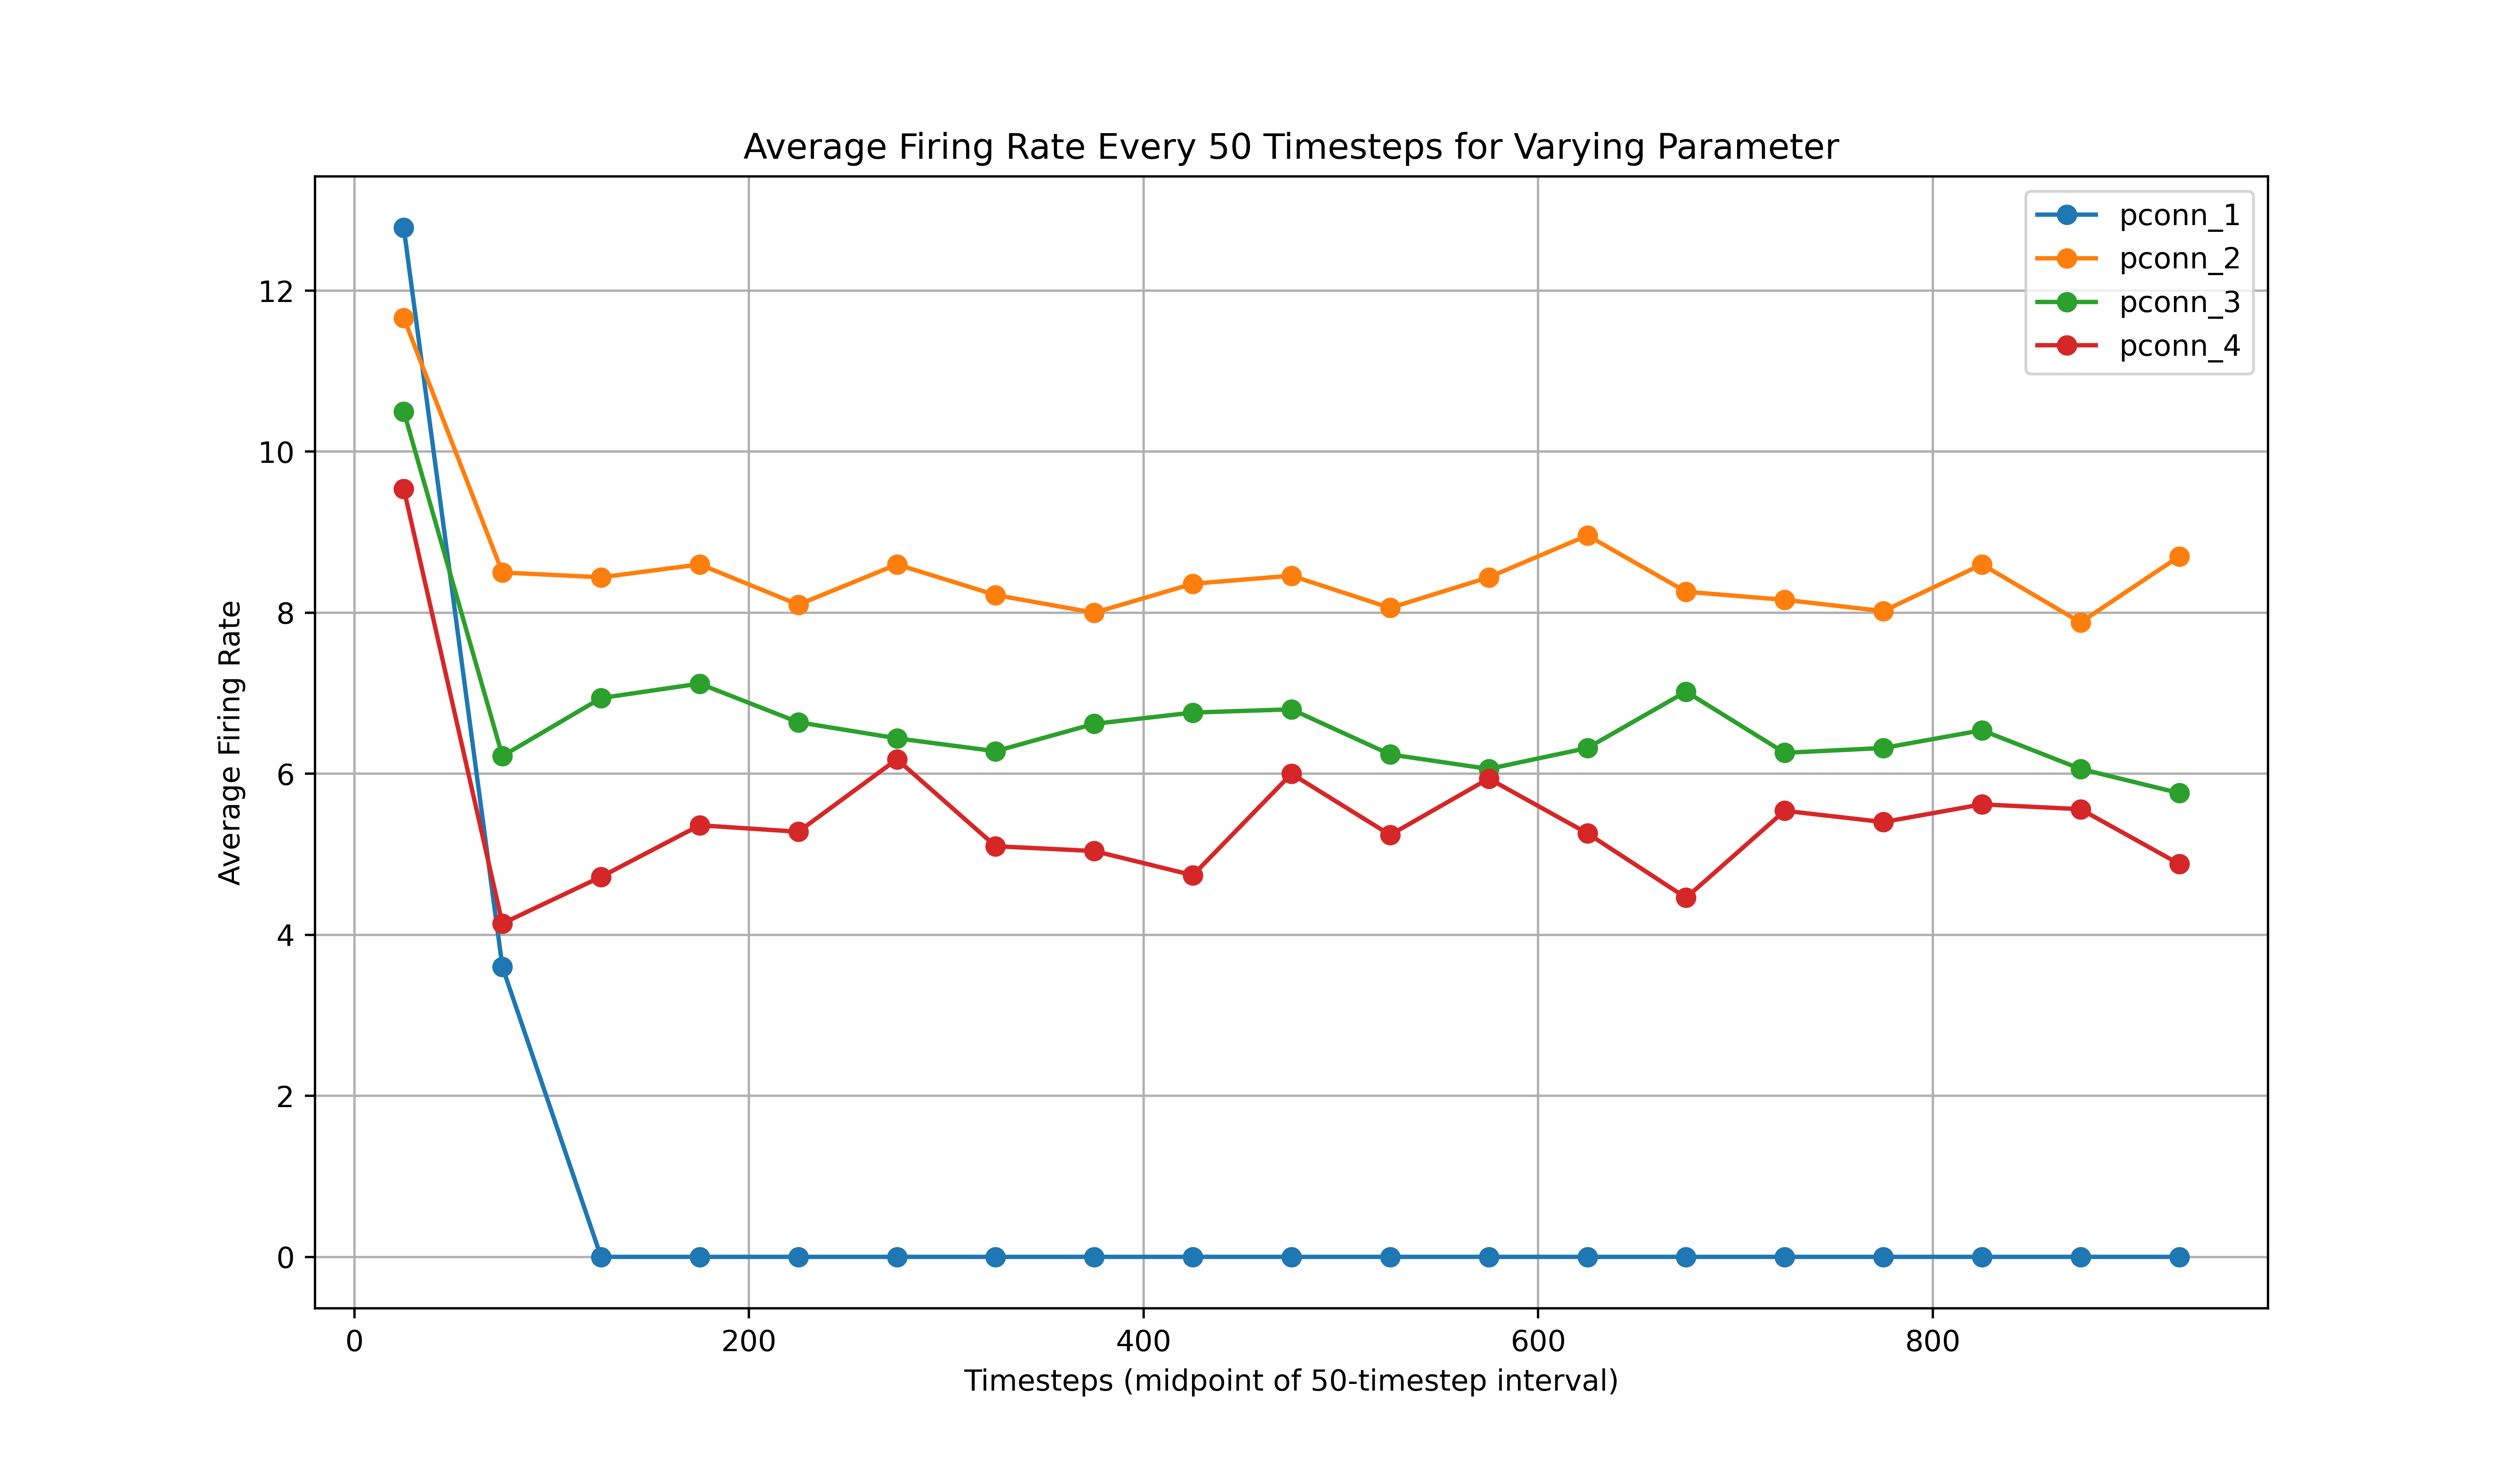 Average Firing Rate Every 50 Timesteps for Varying Parameter
pconn_1
pconn_2
pconn_3
pconn_4
Average Firing Rate
12
10
8
6
4
2
0
0 200 400 600 800
Timesteps (midpoint of 50-timestep interval)